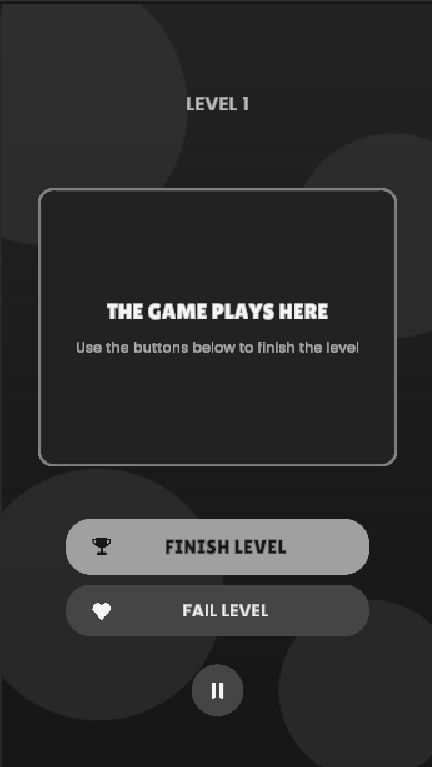 LEVEL 1
THE GAME PLAYS HERE
Use the buttons below to finish the level
FINISH LEVEL
FAIL LEVEL